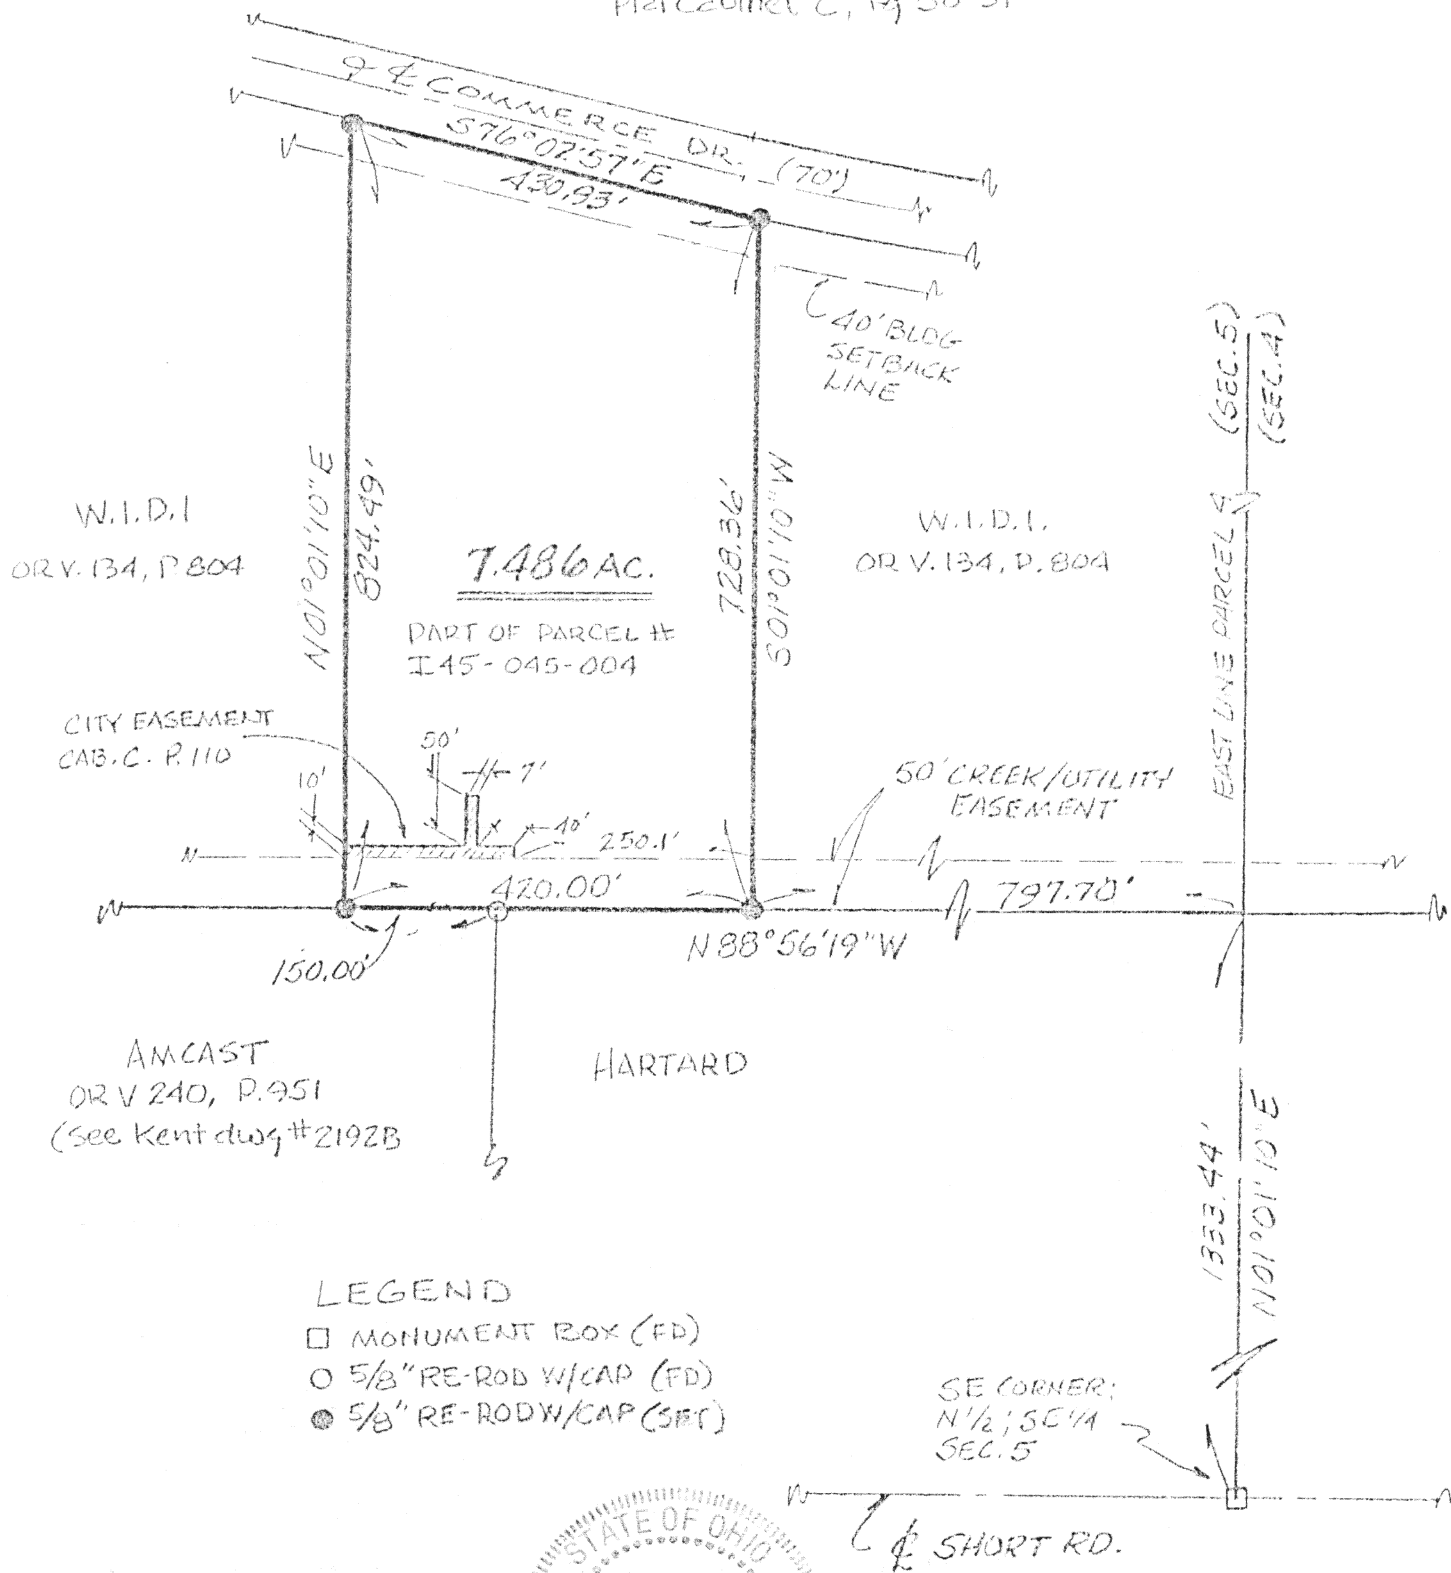 Plat Cabinet C, Pg 30-31
℄ COMMERCE DR. (70')
S76°02'57"E
430.93'
40' BLDG
SETBACK
LINE
(SEC. 5)
(SEC. 4)
EAST LINE PARCEL 4
W.I.D.I
OR V. 134, P. 804
N01°01'10"E
824.49'
7.486 AC.
PART OF PARCEL #
I45-045-004
728.36'
S01°01'10"W
W.I.D.I.
OR V. 134, P. 804
CITY EASEMENT
CAB. C. P. 110
10'
50'
7'
40'
250.1'
50' CREEK/UTILITY
EASEMENT
420.00'
797.70'
150.00'
N88°56'19"W
AMCAST
OR V 240, P. 951
(See Kent dwg #2192B
HARTARD
1333.44'
N01°01'10"E
LEGEND
□ MONUMENT BOX (FD)
○ 5/8" RE-ROD W/CAP (FD)
● 5/8" RE-ROD W/CAP (SET)
SE CORNER;
N 1/2; SE 1/4
SEC. 5
℄ SHORT RD.
STATE OF OHIO